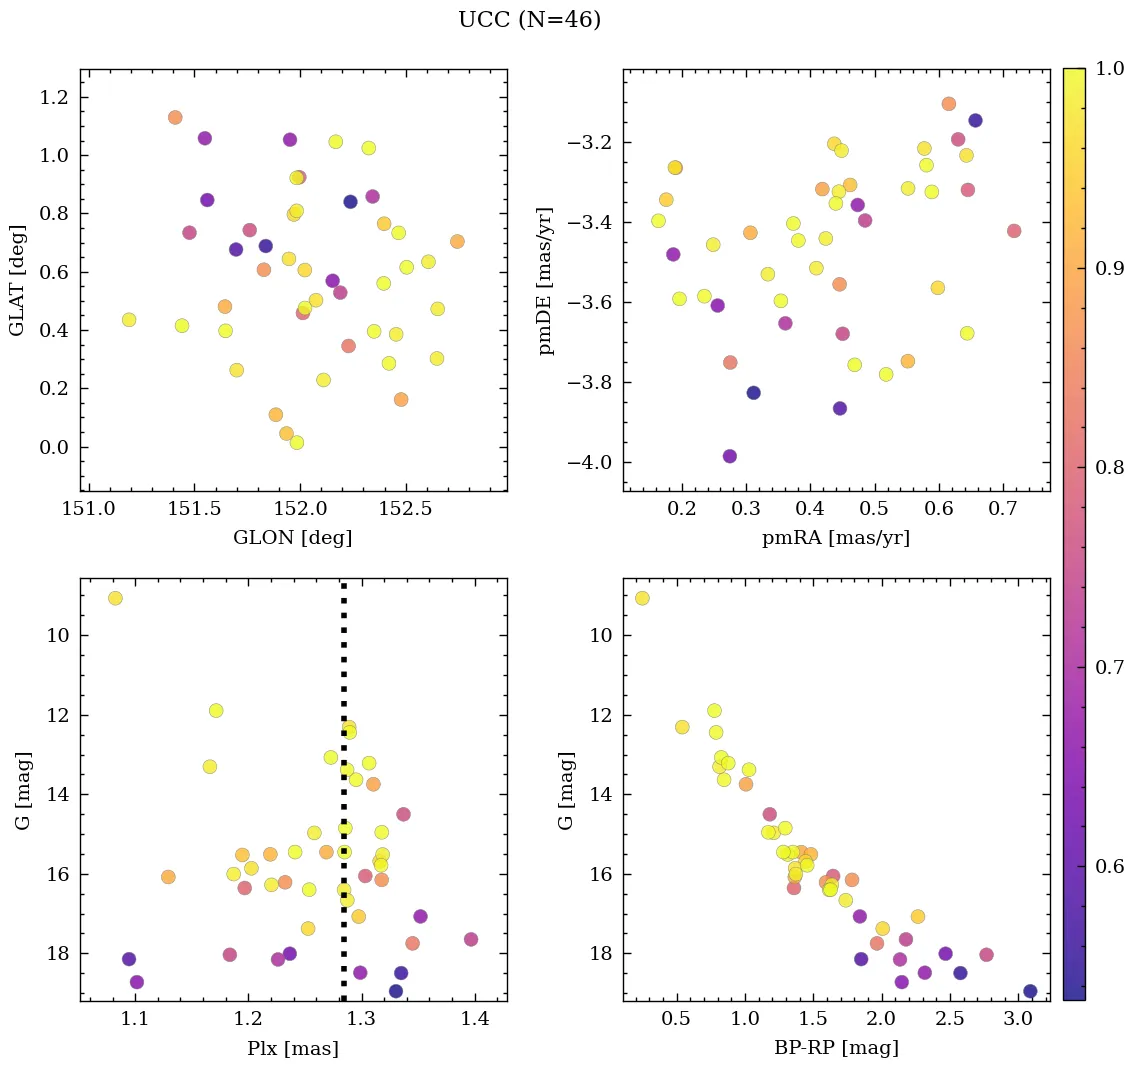 UCC (N=46)
1.2
1.0
0.8
0.6
0.4
0.2
0.0
GLAT [deg]
151.0 151.5 152.0 152.5
GLON [deg]
−3.2
−3.4
−3.6
−3.8
−4.0
pmDE [mas/yr]
0.2 0.3 0.4 0.5 0.6 0.7
pmRA [mas/yr]
10
12
14
16
18
G [mag]
1.1 1.2 1.3 1.4
Plx [mas]
10
12
14
16
18
G [mag]
0.5 1.0 1.5 2.0 2.5 3.0
BP-RP [mag]
1.0
0.9
0.8
0.7
0.6